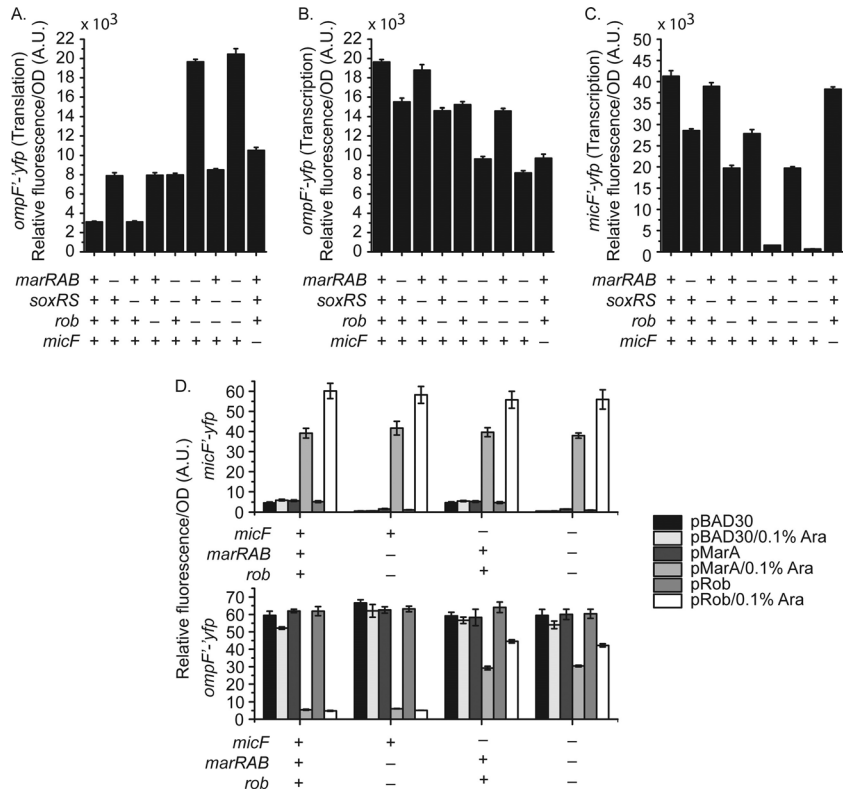 A.
x 10³
22
20
18
16
14
12
10
8
6
4
2
0
ompF'-'yfp (Translation)
Relative fluorescence/OD (A.U.)
marRAB + – + + – – + – +
soxRS + + – + – + – – +
rob + + + – + – – – +
micF + + + + + + + + –
B.
x 10³
22
20
18
16
14
12
10
8
6
4
2
0
ompF'-yfp (Transcription)
Relative fluorescence/OD (A.U.)
marRAB + – + + – – + – +
soxRS + + – + – + – – +
rob + + + – + – – – +
micF + + + + + + + + –
C.
x 10³
50
40
30
20
10
0
micF'-yfp (Transcription)
Relative fluorescence/OD (A.U.)
marRAB + – + + – – + – +
soxRS + + – + – + – – +
rob + + + – + – – – +
micF + + + + + + + + –
D.
Relative fluorescence/OD (A.U.)
micF'-yfp
60
50
40
30
20
10
0
micF + + – –
marRAB + – + –
rob + – + –
ompF'-'yfp
70
60
50
40
30
20
10
0
micF + + – –
marRAB + – + –
rob + – + –
pBAD30
pBAD30/0.1% Ara
pMarA
pMarA/0.1% Ara
pRob
pRob/0.1% Ara